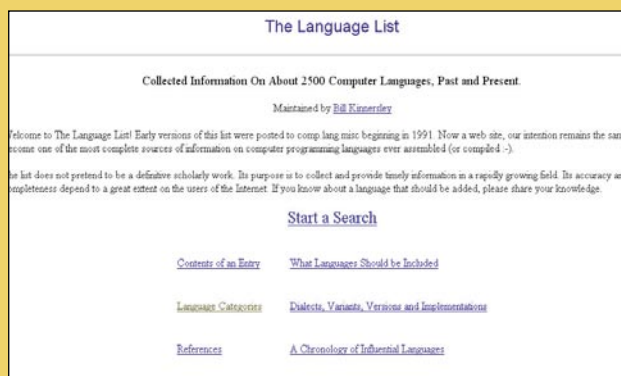 The Language List
Collected Information On About 2500 Computer Languages, Past and Present.
Maintained by Bill Kinnersley
elcome to The Language List! Early versions of this list were posted to comp lang misc beginning in 1991. Now a web site, our intention remains the sam
ecome one of the most complete sources of information on computer programming languages ever assembled (or compiled :-).
he list does not pretend to be a definitive scholarly work. Its purpose is to collect and provide timely information in a rapidly growing field. Its accuracy an
ompleteness depend to a great extent on the users of the Internet. If you know about a language that should be added, please share your knowledge.
Start a Search
Contents of an Entry What Languages Should be Included
Language Categories Dialects, Variants, Versions and Implementations
References A Chronology of Influential Languages